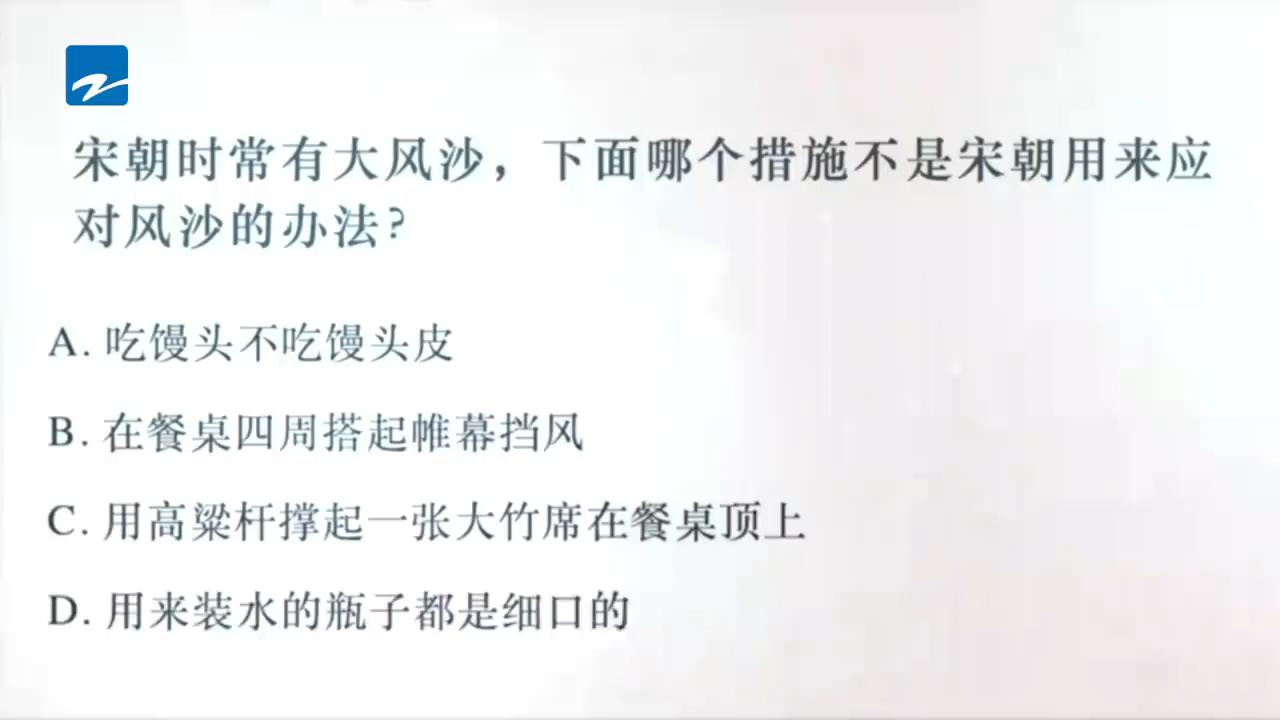 宋朝时常有大风沙，下面哪个措施不是宋朝用来应
对风沙的办法？
A. 吃馒头不吃馒头皮
B. 在餐桌四周搭起帷幕挡风
C. 用高粱杆撑起一张大竹席在餐桌顶上
D. 用来装水的瓶子都是细口的